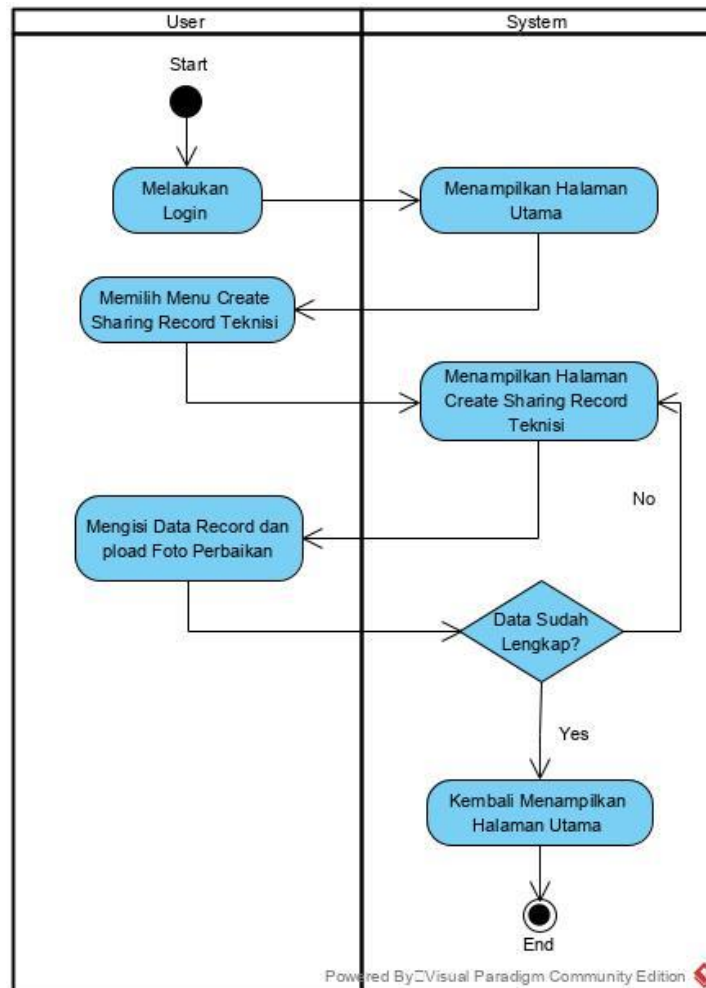 User
System
Start
Melakukan
Login
Menampilkan Halaman
Utama
Memilih Menu Create
Sharing Record Teknisi
Menampilkan Halaman
Create Sharing Record
Teknisi
No
Mengisi Data Record dan
pload Foto Perbaikan
Data Sudah
Lengkap?
Yes
Kembali Menampilkan
Halaman Utama
End
Powered By Visual Paradigm Community Edition